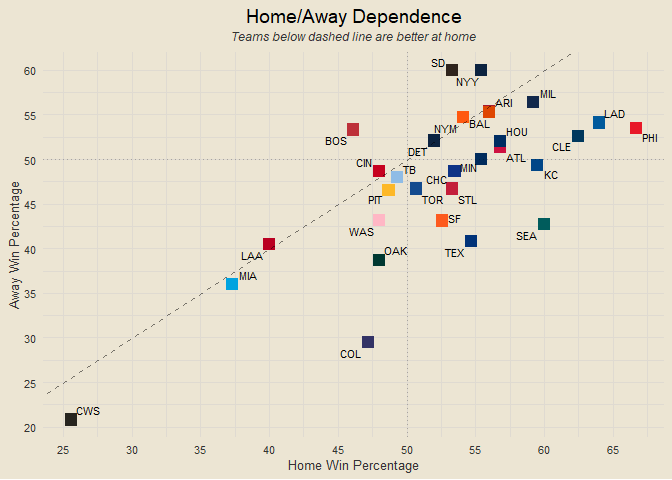 Home/Away Dependence
Teams below dashed line are better at home
60
55
50
45
40
35
30
25
20
Away Win Percentage
SD
NYY
MIL
ARI
LAD
BAL
PHI
NYM
HOU
BOS
CLE
DET
ATL
CIN
TB
MIN
KC
CHC
PIT
TOR
STL
SF
WAS
SEA
OAK
TEX
LAA
MIA
COL
CWS
25
30
35
40
45
50
55
60
65
Home Win Percentage